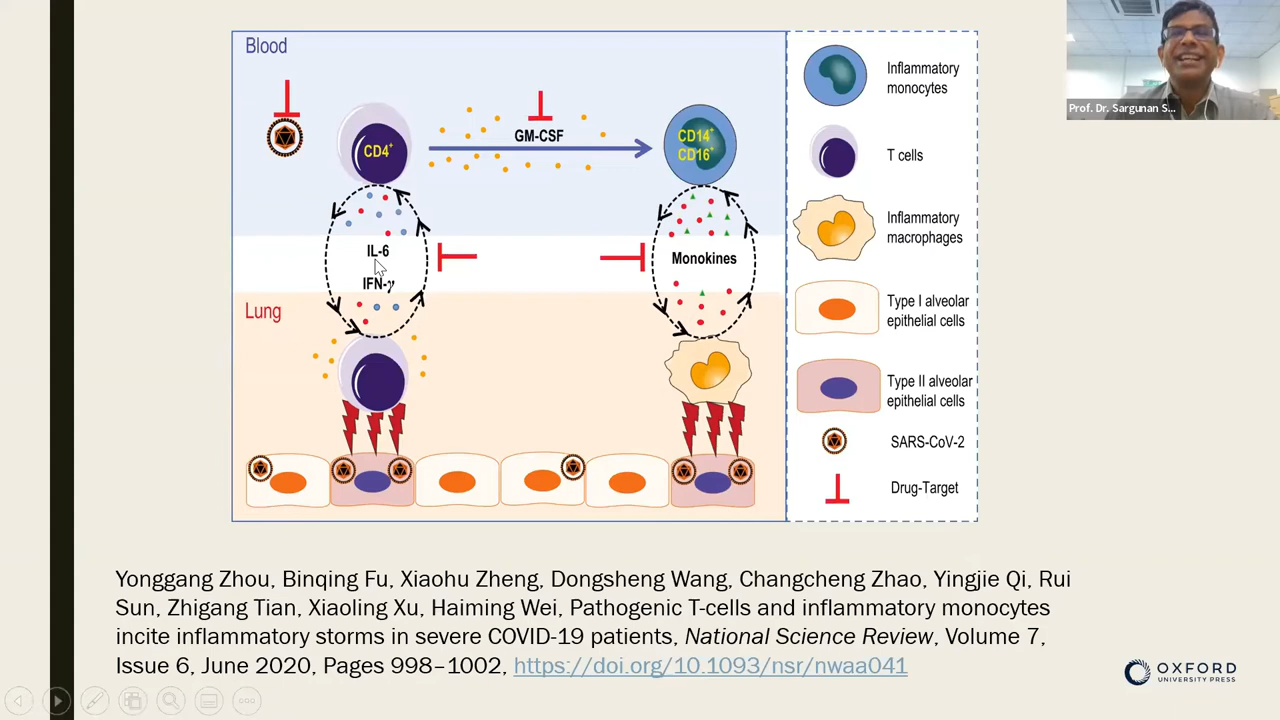 Blood
CD4+
GM-CSF
CD14+
CD16+
IL-6
IFN-γ
Monokines
Lung
Inflammatory
monocytes
T cells
Inflammatory
macrophages
Type I alveolar
epithelial cells
Type II alveolar
epithelial cells
SARS-CoV-2
Drug-Target
Prof. Dr. Sargunan S...
Yonggang Zhou, Binqing Fu, Xiaohu Zheng, Dongsheng Wang, Changcheng Zhao, Yingjie Qi, Rui
Sun, Zhigang Tian, Xiaoling Xu, Haiming Wei, Pathogenic T-cells and inflammatory monocytes
incite inflammatory storms in severe COVID-19 patients, National Science Review, Volume 7,
Issue 6, June 2020, Pages 998–1002, https://doi.org/10.1093/nsr/nwaa041
OXFORD
UNIVERSITY PRESS